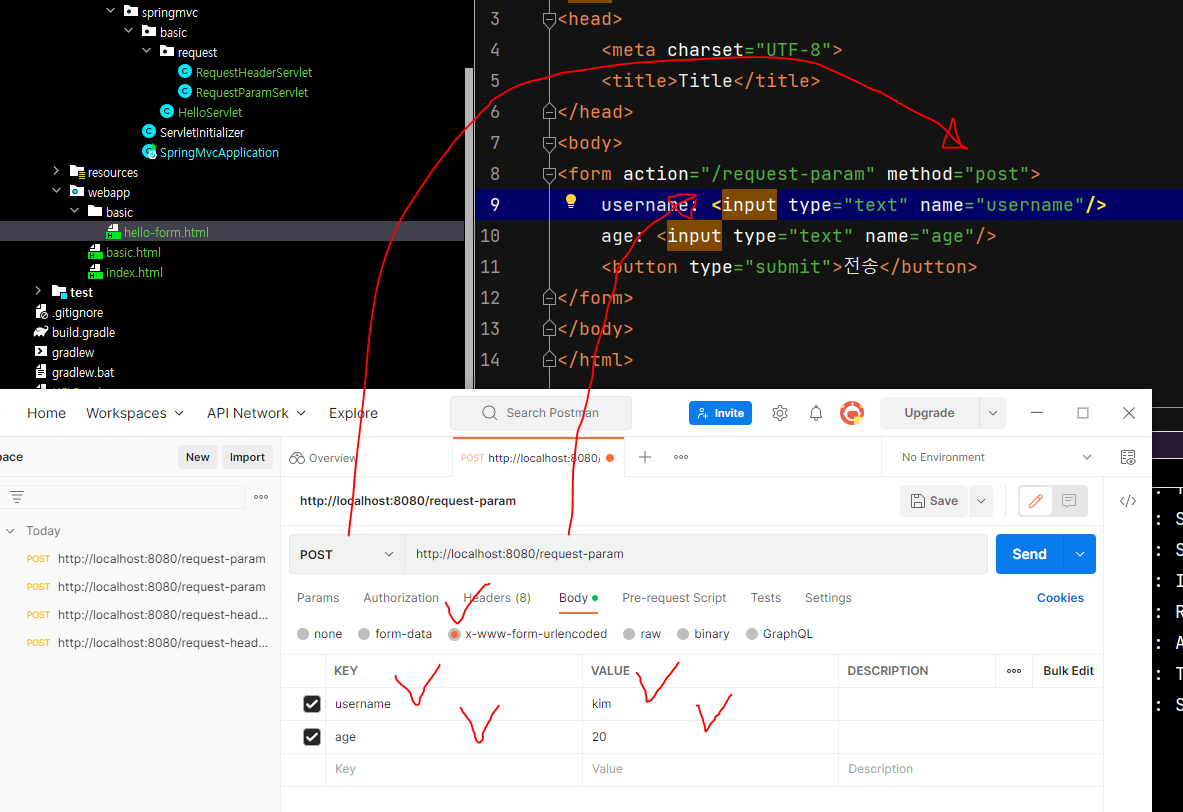 springmvc
basic
request
RequestHeaderServlet
RequestParamServlet
HelloServlet
ServletInitializer
SpringMvcApplication
resources
webapp
basic
hello-form.html
basic.html
index.html
test
.gitignore
build.gradle
gradlew
gradlew.bat
3 <head>
4 <meta charset="UTF-8">
5 <title>Title</title>
6 </head>
7 <body>
8 <form action="/request-param" method="post">
9 username: <input type="text" name="username"/>
10 age: <input type="text" name="age"/>
11 <button type="submit">전송</button>
12 </form>
13 </body>
14 </html>
Home Workspaces API Network Explore Search Postman Invite Upgrade
pace New Import Overview POST http://localhost:8080/ No Environment
http://localhost:8080/request-param Save
Today
POST http://localhost:8080/request-param
POST http://localhost:8080/request-param
POST http://localhost:8080/request-head...
POST http://localhost:8080/request-head...
POST http://localhost:8080/request-param Send
Params Authorization Headers (8) Body Pre-request Script Tests Settings Cookies
none form-data x-www-form-urlencoded raw binary GraphQL
KEY VALUE DESCRIPTION Bulk Edit
username kim
age 20
Key Value Description
: S
: S
: I
: R
: A
: T
: S